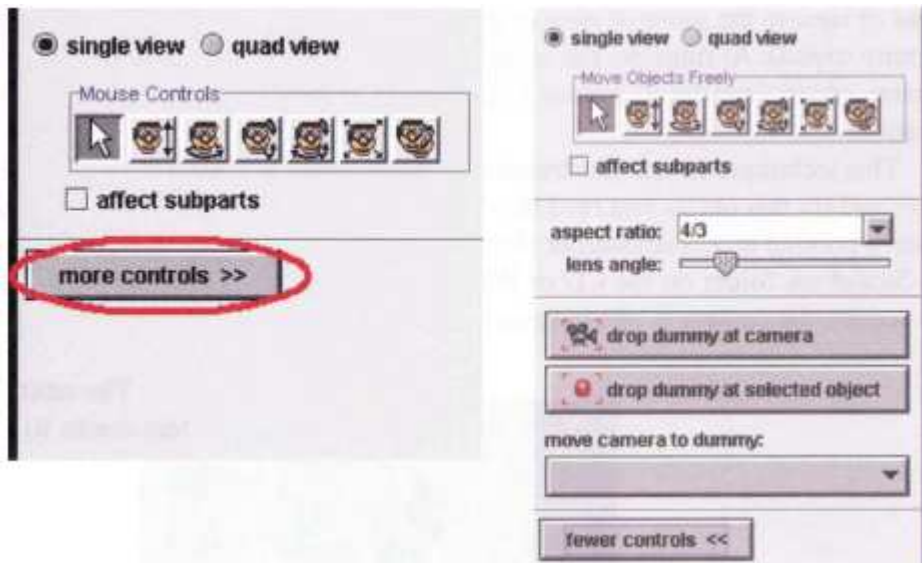 single view quad view
Mouse Controls
affect subparts
more controls >>
single view quad view
Move Objects Freely
affect subparts
aspect ratio: 4/3
lens angle:
drop dummy at camera
drop dummy at selected object
move camera to dummy:
fewer controls <<